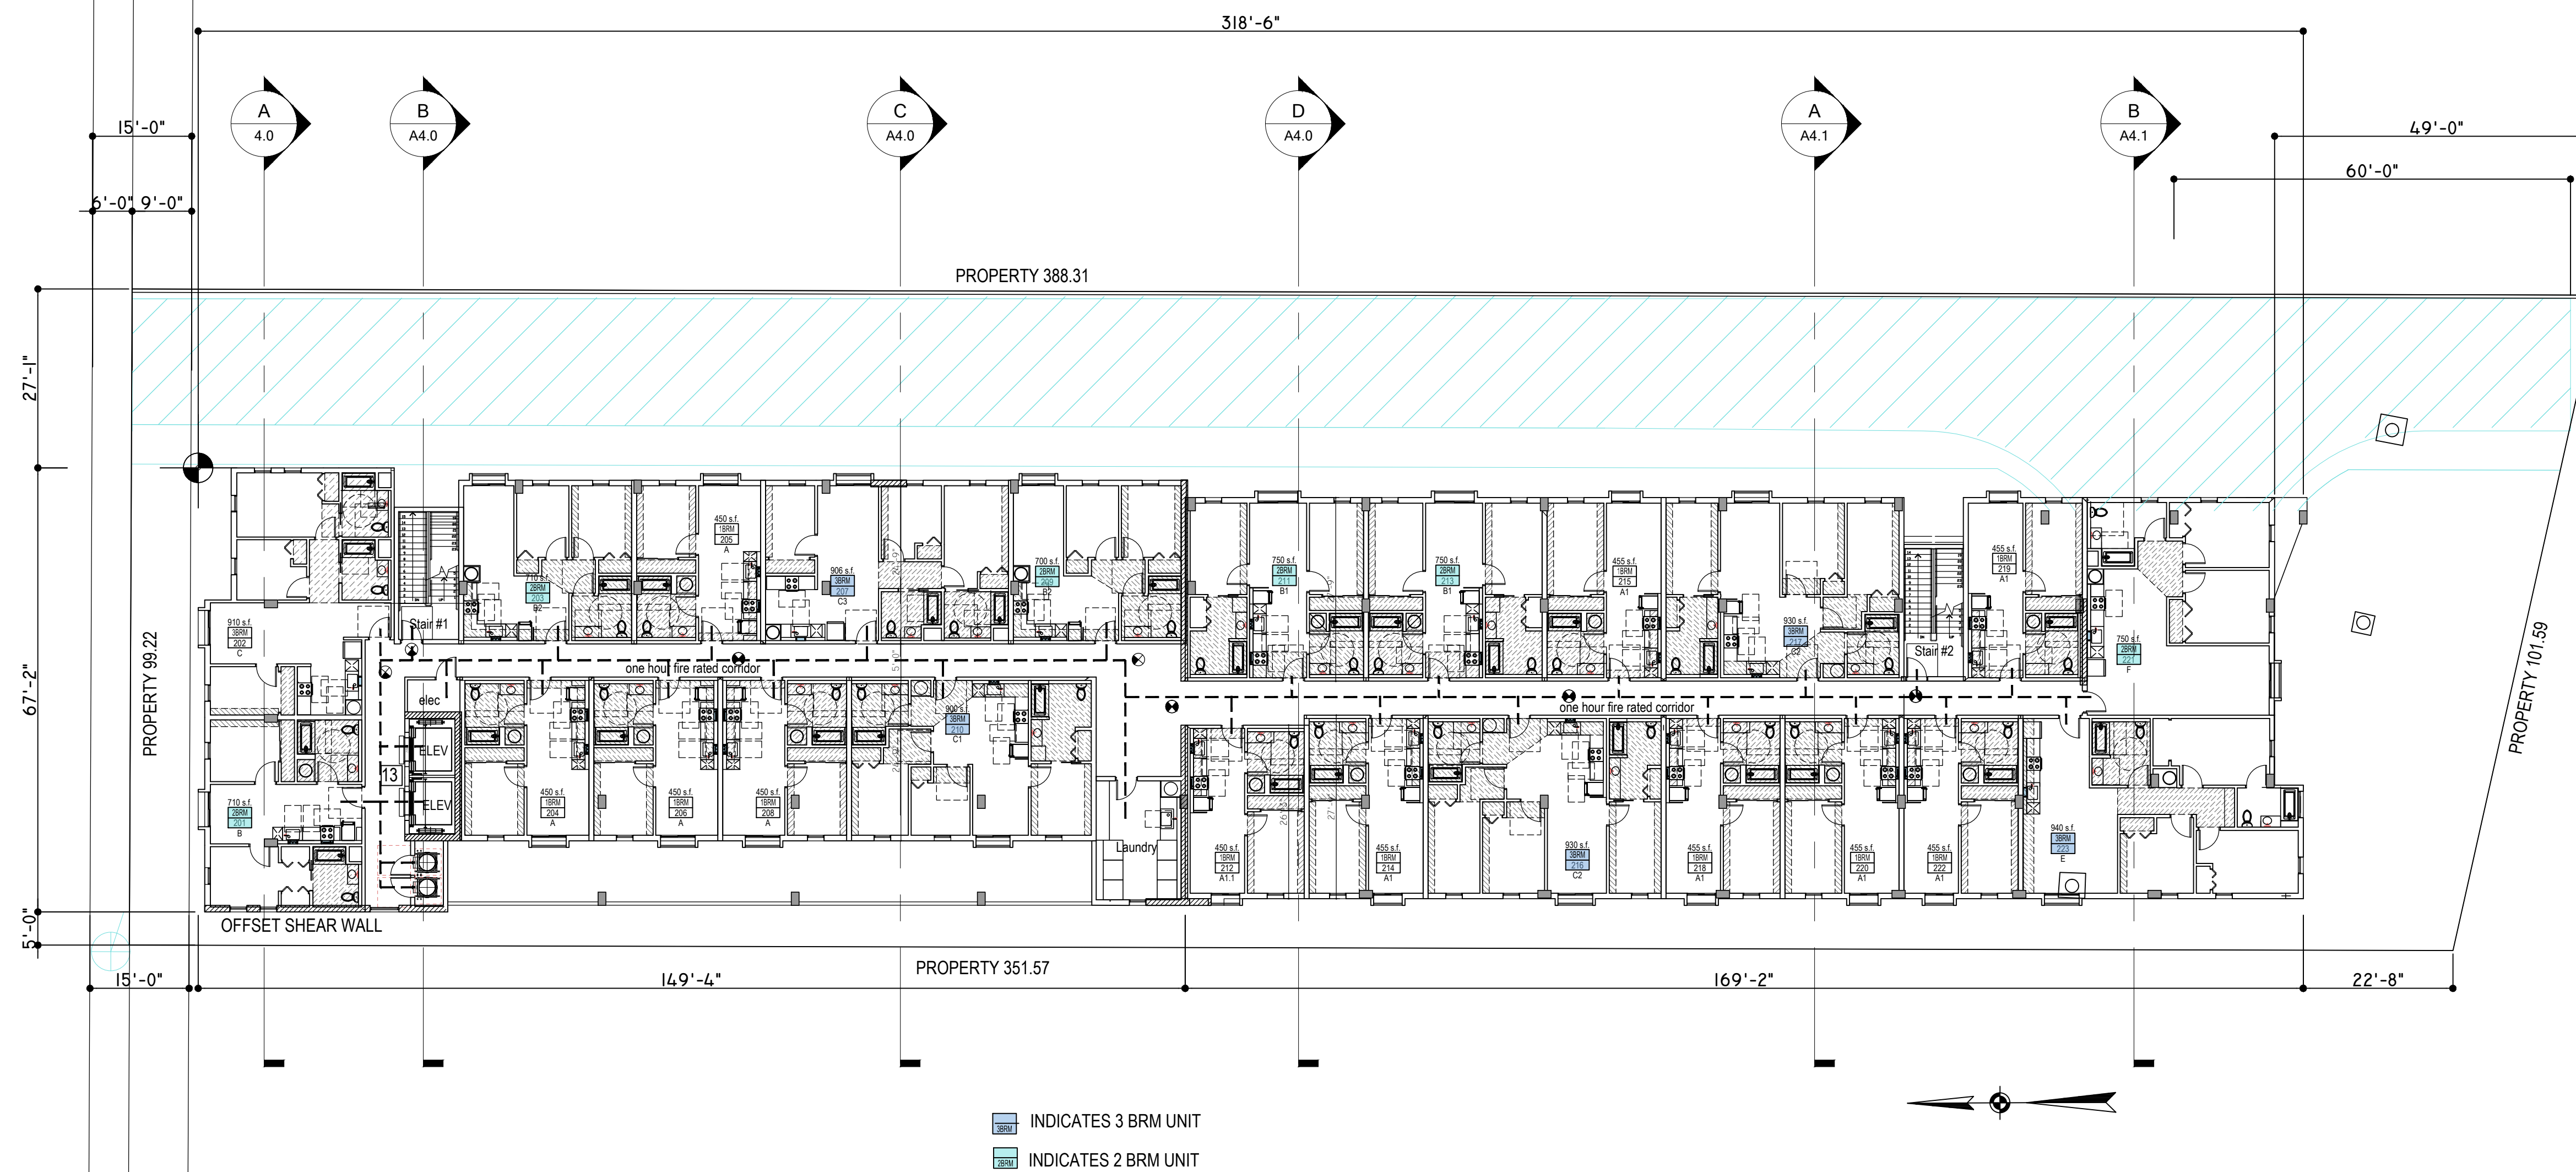 318'-6"
A
4.0
B
A4.0
C
A4.0
D
A4.0
A
A4.1
B
A4.1
15'-0"
49'-0"
60'-0"
6'-0" 9'-0"
PROPERTY 388.31
27'-1"
67'-2"
5'-0"
PROPERTY 99.22
PROPERTY 101.59
910 s.f.
3BRM
202
C
Stair #1
710 s.f.
2BRM
203
B2
450 s.f.
1BRM
205
A
906 s.f.
3BRM
207
C3
700 s.f.
2BRM
209
B2
750 s.f.
2BRM
211
B1
750 s.f.
2BRM
213
B1
455 s.f.
1BRM
215
A1
930 s.f.
3BRM
217
C2
Stair #2
455 s.f.
1BRM
219
A1
750 s.f.
2BRM
221
F
one hour fire rated corridor
5'-0"
one hour fire rated corridor
elec
ELEV
ELEV
13
710 s.f.
2BRM
201
B
450 s.f.
1BRM
204
A
450 s.f.
1BRM
206
A
450 s.f.
1BRM
208
A
900 s.f.
3BRM
210
C1
Laundry
450 s.f.
1BRM
212
A1.1
455 s.f.
1BRM
214
A1
930 s.f.
3BRM
216
C2
455 s.f.
1BRM
218
A1
455 s.f.
1BRM
220
A1
455 s.f.
1BRM
222
A1
940 s.f.
3BRM
223
E
OFFSET SHEAR WALL
PROPERTY 351.57
15'-0"
149'-4"
169'-2"
22'-8"
3BRM
INDICATES 3 BRM UNIT
2BRM
INDICATES 2 BRM UNIT